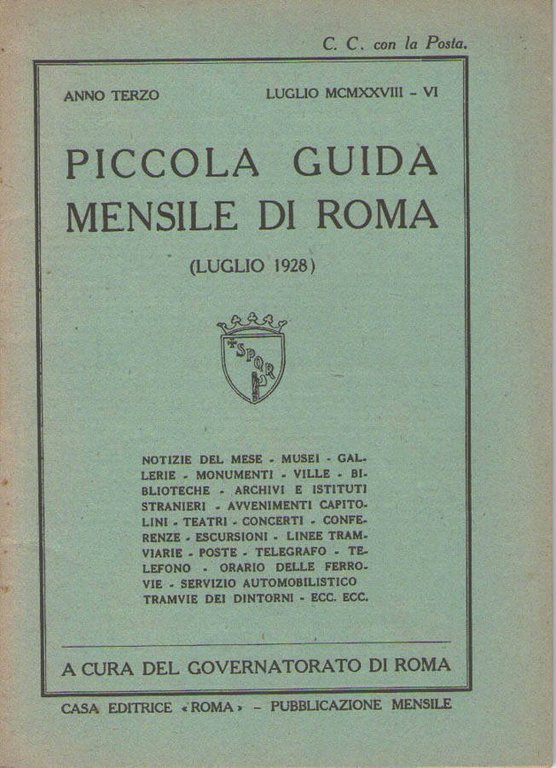 C. C. con la Posta.
ANNO TERZO LUGLIO MCMXXVIII - VI
PICCOLA GUIDA
MENSILE DI ROMA
(LUGLIO 1928)
SPQR
NOTIZIE DEL MESE - MUSEI - GAL-
LERIE - MONUMENTI - VILLE - BI-
BLIOTECHE - ARCHIVI E ISTITUTI
STRANIERI - AVVENIMENTI CAPITO-
LINI - TEATRI - CONCERTI - CONFE-
RENZE - ESCURSIONI - LINEE TRAM-
VIARIE - POSTE - TELEGRAFO - TE-
LEFONO - ORARIO DELLE FERRO-
VIE - SERVIZIO AUTOMOBILISTICO
TRAMVIE DEI DINTORNI - ECC. ECC.
A CURA DEL GOVERNATORATO DI ROMA
CASA EDITRICE «ROMA» - PUBBLICAZIONE MENSILE